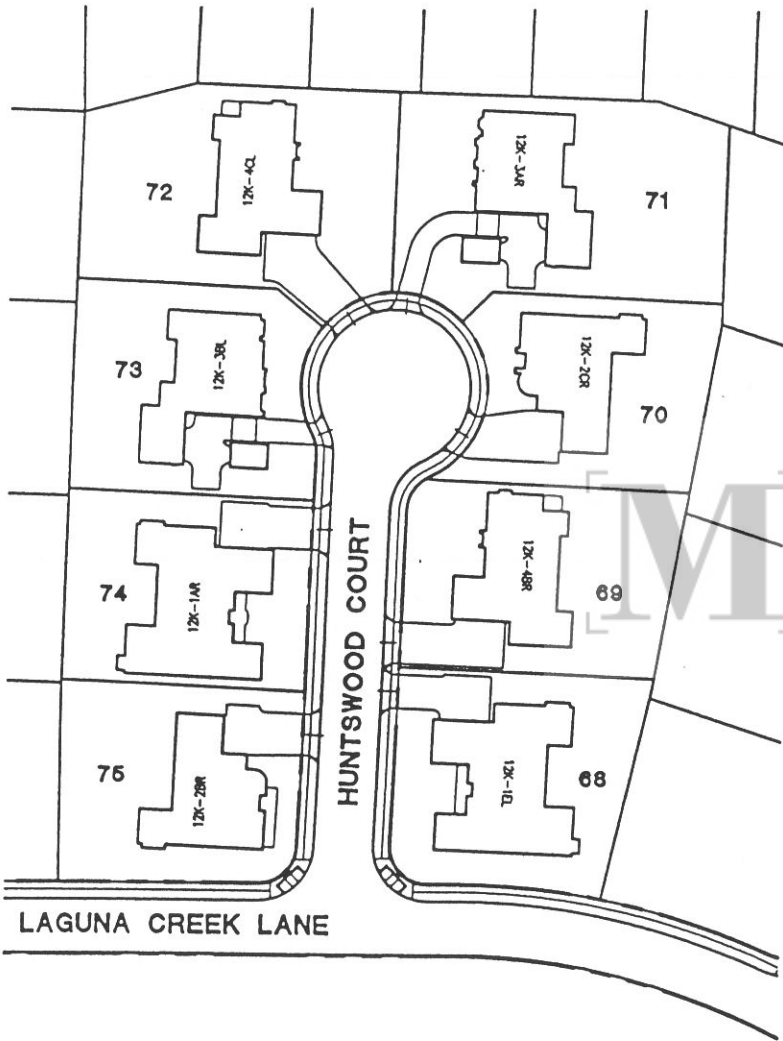 72
12K-4CL
12K-3AR
71
73
12K-3BL
12K-2CR
70
74
12K-1AR
HUNTSWOOD COURT
12K-4BR
69
M
75
12K-2BR
12K-1EL
68
LAGUNA CREEK LANE